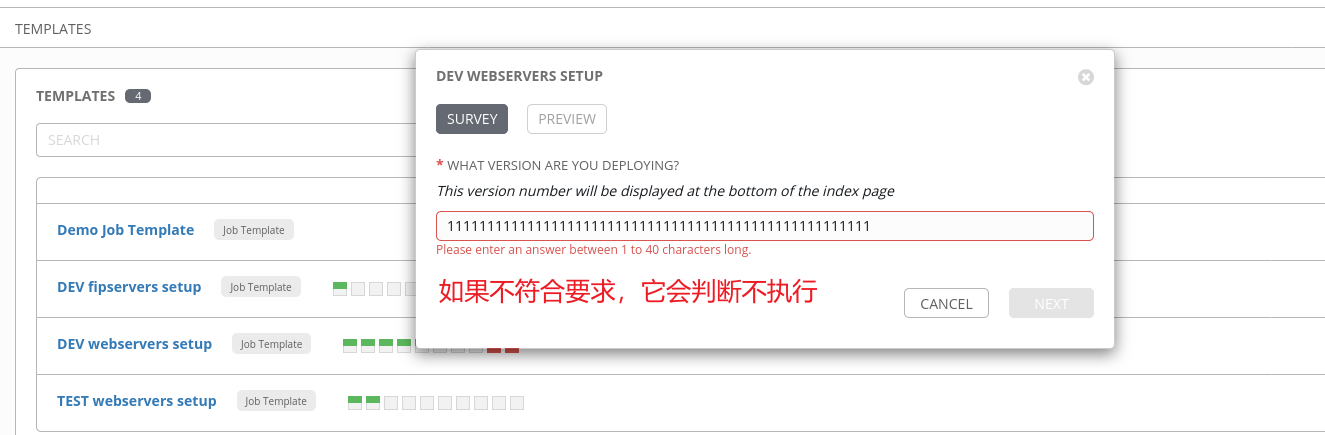 TEMPLATES
TEMPLATES 4
SEARCH
Demo Job Template Job Template
DEV fipservers setup Job Template
DEV webservers setup Job Template
TEST webservers setup Job Template
DEV WEBSERVERS SETUP
SURVEY PREVIEW
* WHAT VERSION ARE YOU DEPLOYING?
This version number will be displayed at the bottom of the index page
Please enter an answer between 1 to 40 characters long.
如果不符合要求，它会判断不执行
CANCEL NEXT